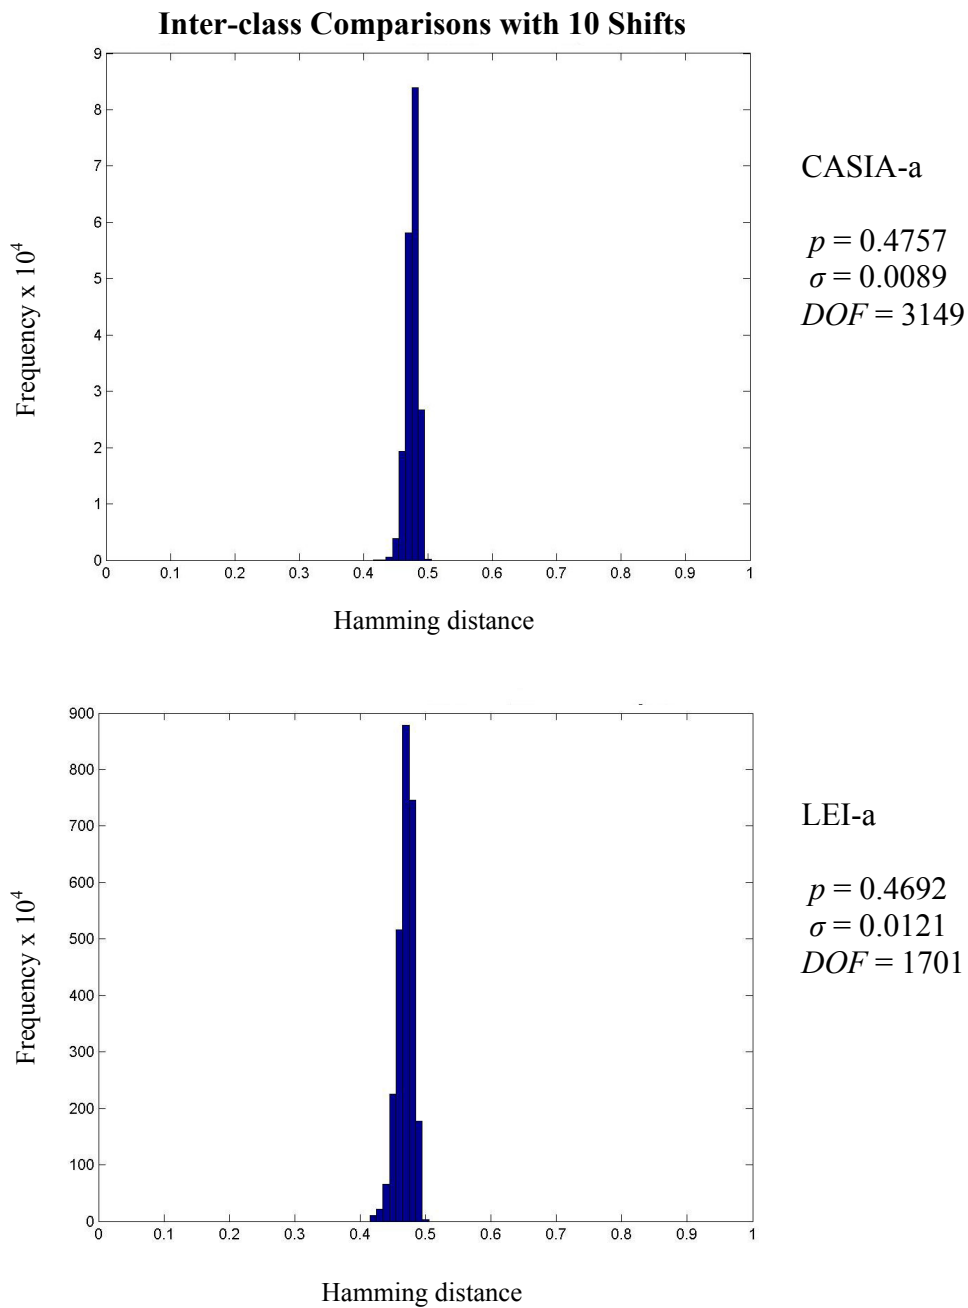 Inter-class Comparisons with 10 Shifts
9
8
7
6
5
4
3
2
1
0
Frequency x 10⁴
0 0.1 0.2 0.3 0.4 0.5 0.6 0.7 0.8 0.9 1
Hamming distance
CASIA-a
p = 0.4757
σ = 0.0089
DOF = 3149
900
800
700
600
500
400
300
200
100
0
Frequency x 10⁴
0 0.1 0.2 0.3 0.4 0.5 0.6 0.7 0.8 0.9 1
Hamming distance
LEI-a
p = 0.4692
σ = 0.0121
DOF = 1701